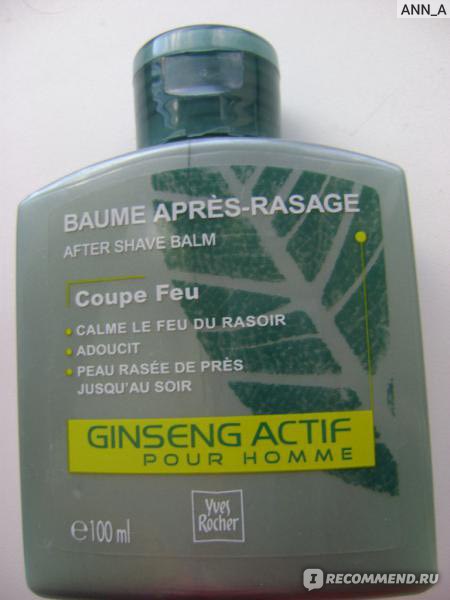 ANN_A
BAUME APRÈS-RASAGE
AFTER SHAVE BALM
Coupe Feu
• CALME LE FEU DU RASOIR
• ADOUCIT
• PEAU RASÉE DE PRÈS
JUSQU'AU SOIR
GINSENG ACTIF
POUR HOMME
Yves
Rocher
℮100 ml
I RECOMMEND.RU